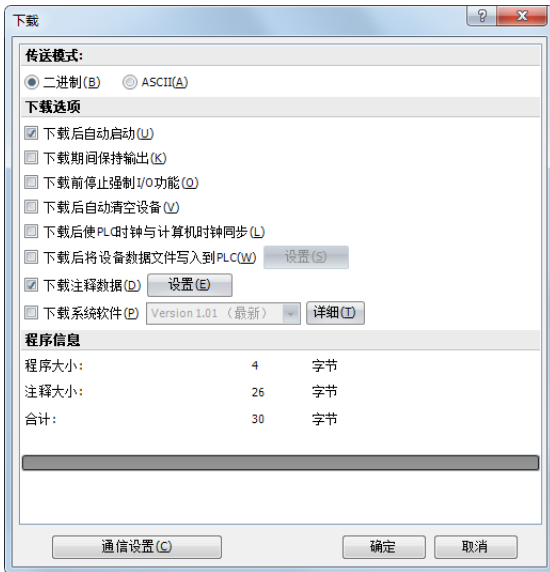 下载
传送模式:
二进制(B) ASCII(A)
下载选项
下载后自动启动(U)
下载期间保持输出(K)
下载前停止强制I/O功能(O)
下载后自动清空设备(V)
下载后使PLC时钟与计算机时钟同步(L)
下载后将设备数据文件写入到PLC(W) 设置(S)
下载注释数据(D) 设置(E)
下载系统软件(P) Version 1.01 （最新） 详细(T)
程序信息
程序大小: 4 字节
注释大小: 26 字节
合计: 30 字节
通信设置(C) 确定 取消